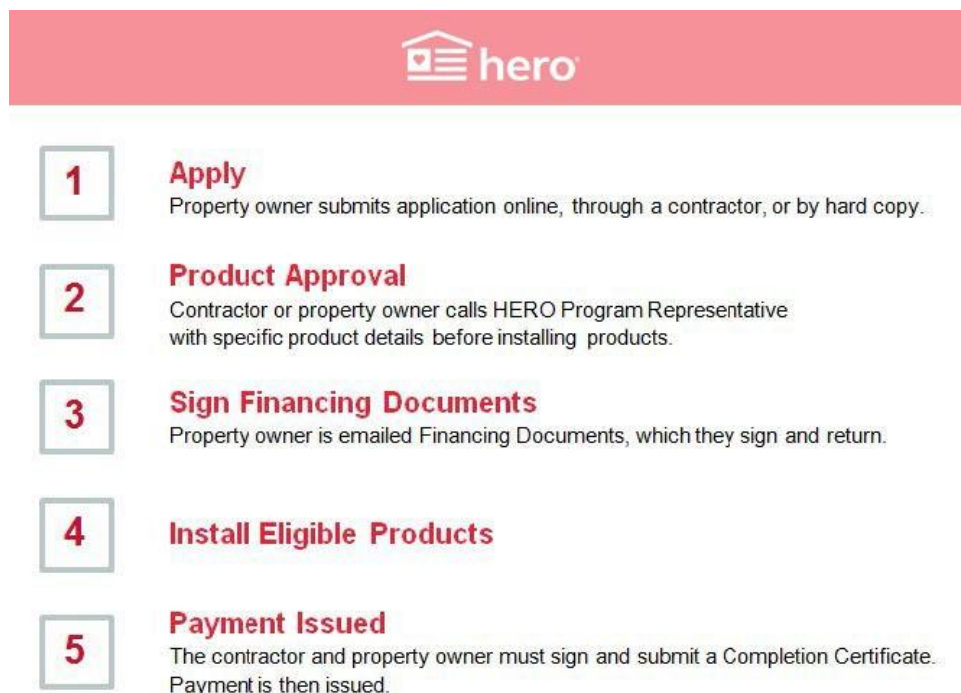 hero
1
Apply
Property owner submits application online, through a contractor, or by hard copy.
2
Product Approval
Contractor or property owner calls HERO Program Representative
with specific product details before installing products.
3
Sign Financing Documents
Property owner is emailed Financing Documents, which they sign and return.
4
Install Eligible Products
5
Payment Issued
The contractor and property owner must sign and submit a Completion Certificate.
Payment is then issued.